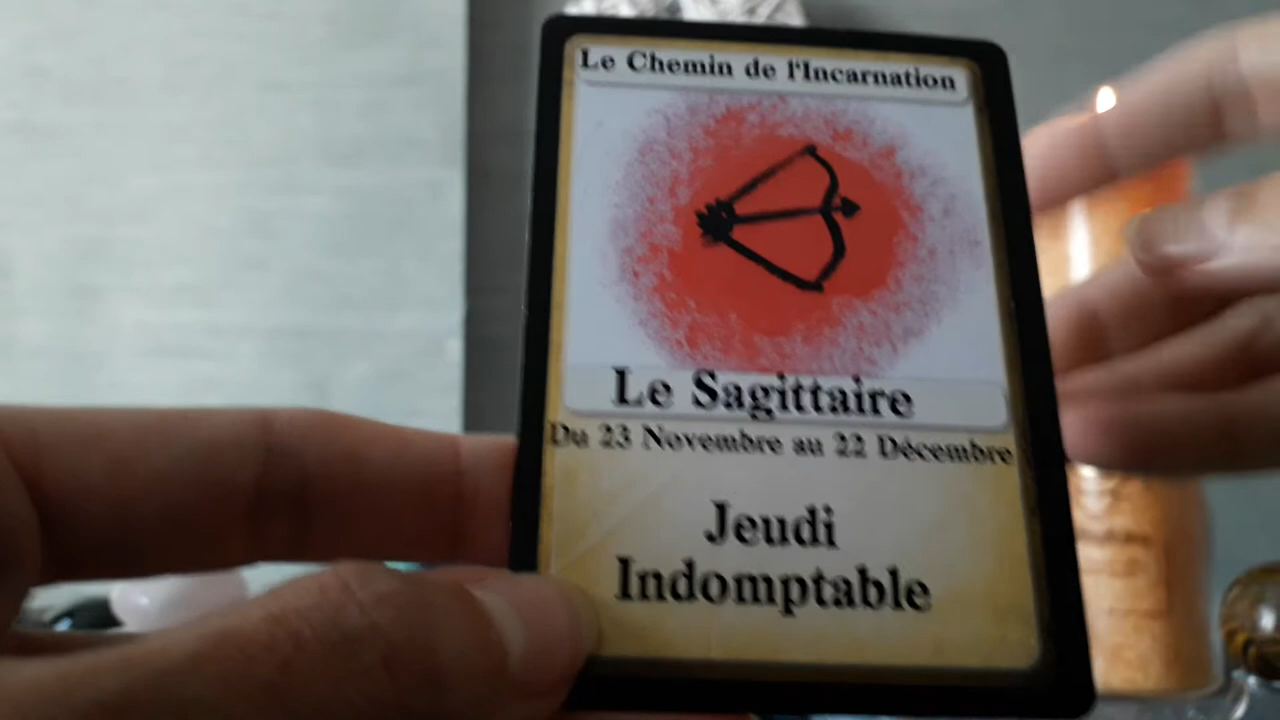 Le Chemin de l'Incarnation
Le Sagittaire
Du 23 Novembre au 22 Décembre
Jeudi
Indomptable